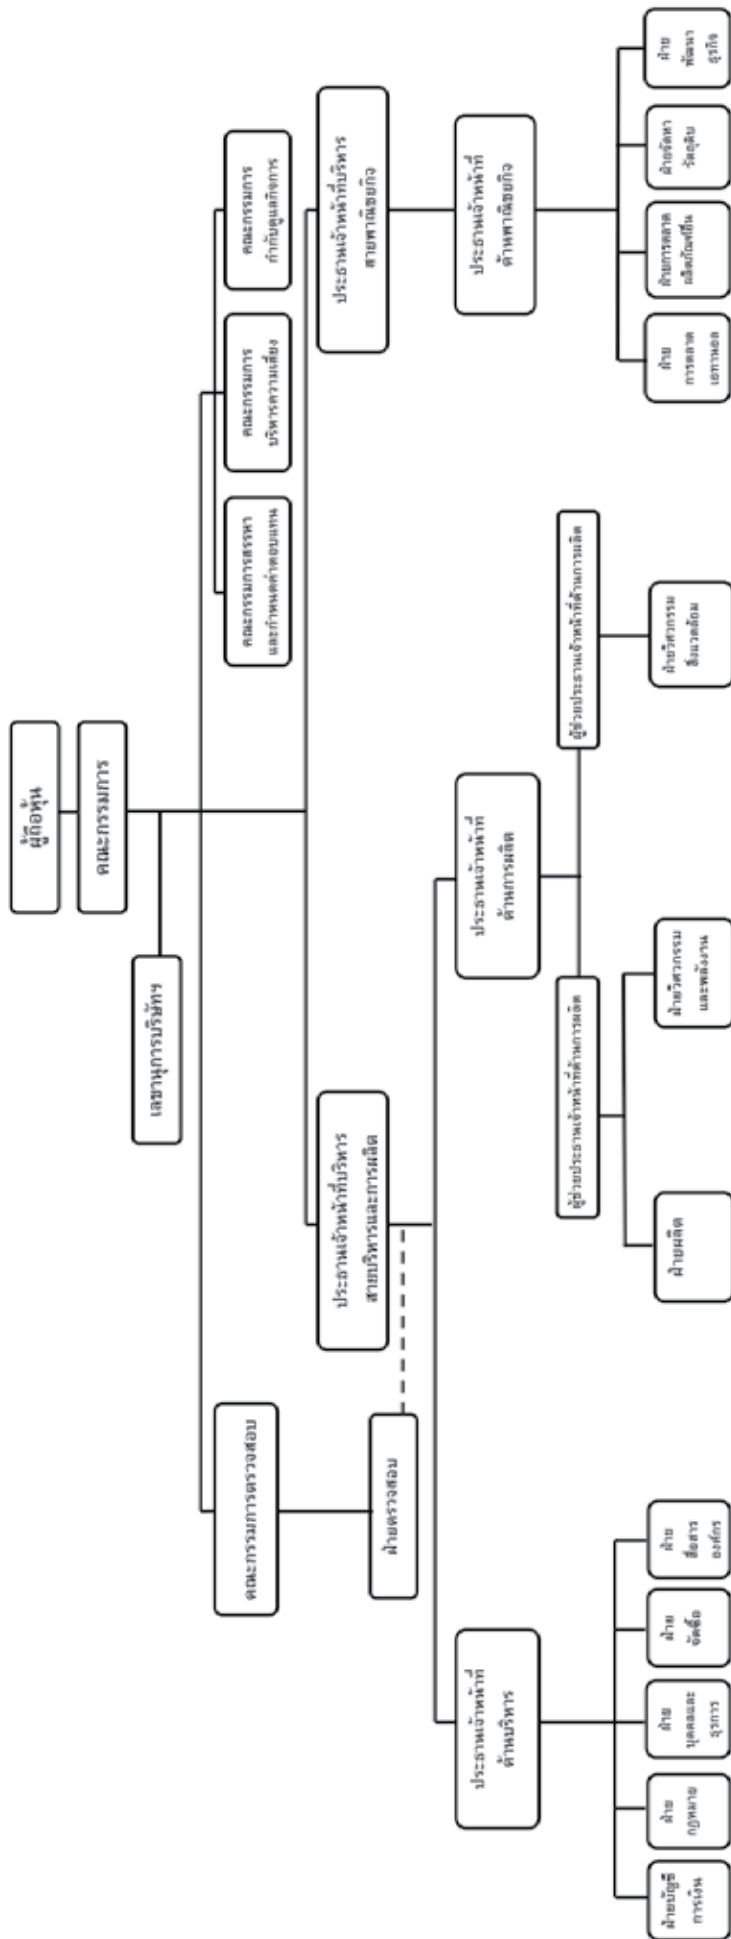 ผู้ถือหุ้น
คณะกรรมการ
เลขานุการบริษัทฯ
คณะกรรมการตรวจสอบ
คณะกรรมการสรรหา
และกำหนดค่าตอบแทน
คณะกรรมการ
บริหารความเสี่ยง
คณะกรรมการ
กำกับดูแลกิจการ
ประธานเจ้าหน้าที่บริหาร
สายบริหารและการผลิต
ประธานเจ้าหน้าที่บริหาร
สายพาณิชยกิจ
ฝ่ายตรวจสอบ
ประธานเจ้าหน้าที่
ด้านบริหาร
ประธานเจ้าหน้าที่
ด้านการผลิต
ประธานเจ้าหน้าที่
ด้านพาณิชยกิจ
ผู้ช่วยประธานเจ้าหน้าที่ด้านการผลิต
ผู้ช่วยประธานเจ้าหน้าที่ด้านการผลิต
ฝ่ายบัญชี
การเงิน
ฝ่าย
กฎหมาย
ฝ่าย
บุคคลและ
ธุรการ
ฝ่าย
จัดซื้อ
ฝ่าย
สื่อสาร
องค์กร
ฝ่ายผลิต
ฝ่ายวิศวกรรม
และพลังงาน
ฝ่ายวิศวกรรม
สิ่งแวดล้อม
ฝ่าย
การตลาด
เอทานอล
ฝ่ายการตลาด
ผลิตภัณฑ์อื่น
ฝ่ายจัดหา
วัตถุดิบ
ฝ่าย
พัฒนา
ธุรกิจ